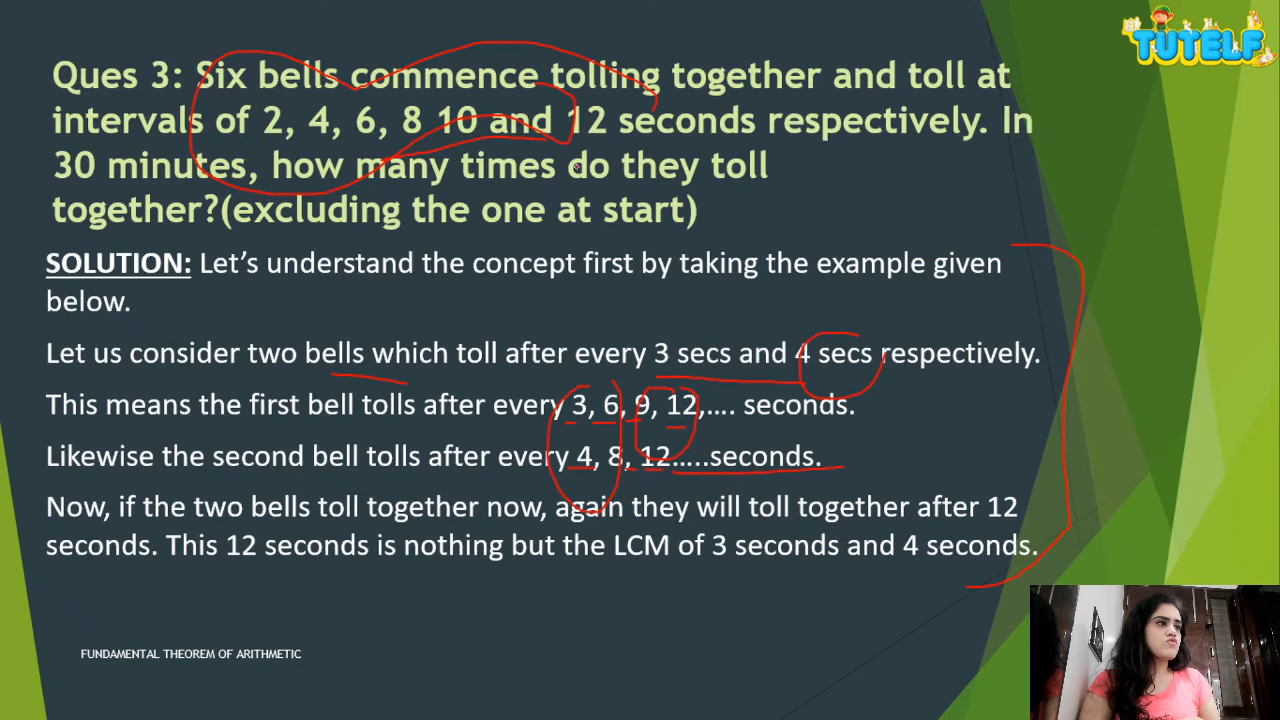 TUTELF
Ques 3: Six bells commence tolling together and toll at
intervals of 2, 4, 6, 8 10 and 12 seconds respectively. In
30 minutes, how many times do they toll
together?(excluding the one at start)
SOLUTION: Let's understand the concept first by taking the example given
below.
Let us consider two bells which toll after every 3 secs and 4 secs respectively.
This means the first bell tolls after every 3, 6, 9, 12,.... seconds.
Likewise the second bell tolls after every 4, 8, 12.....seconds.
Now, if the two bells toll together now, again they will toll together after 12
seconds. This 12 seconds is nothing but the LCM of 3 seconds and 4 seconds.
FUNDAMENTAL THEOREM OF ARITHMETIC